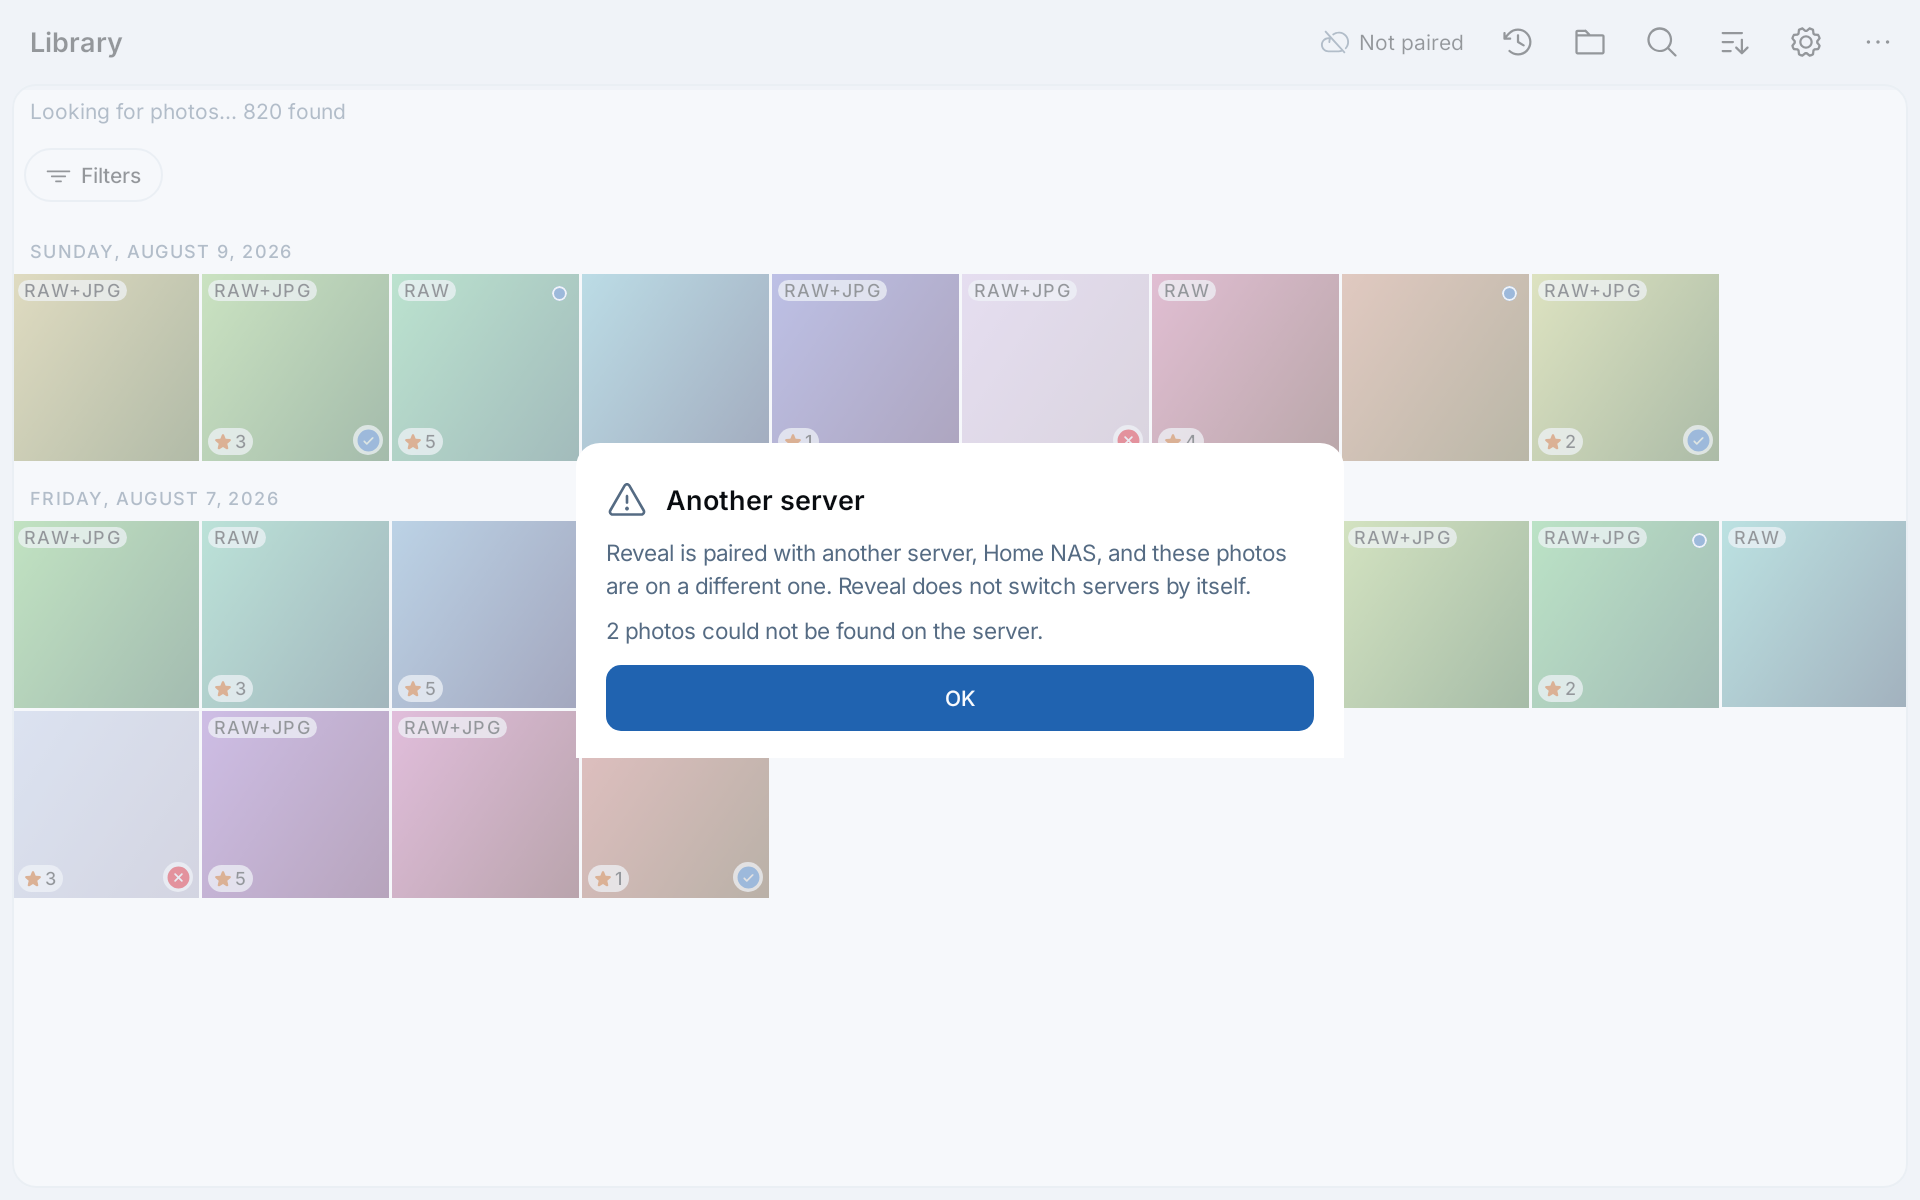 Library
Not paired
Looking for photos... 820 found
Filters
SUNDAY, AUGUST 9, 2026
RAW+JPG
RAW+JPG
RAW
RAW+JPG
RAW+JPG
RAW
RAW+JPG
3
5
1
4
2
FRIDAY, AUGUST 7, 2026
RAW+JPG
RAW
RAW+JPG
RAW+JPG
RAW
3
5
2
Another server
Reveal is paired with another server, Home NAS, and these photos
are on a different one. Reveal does not switch servers by itself.
2 photos could not be found on the server.
OK
RAW+JPG
RAW+JPG
3
5
1